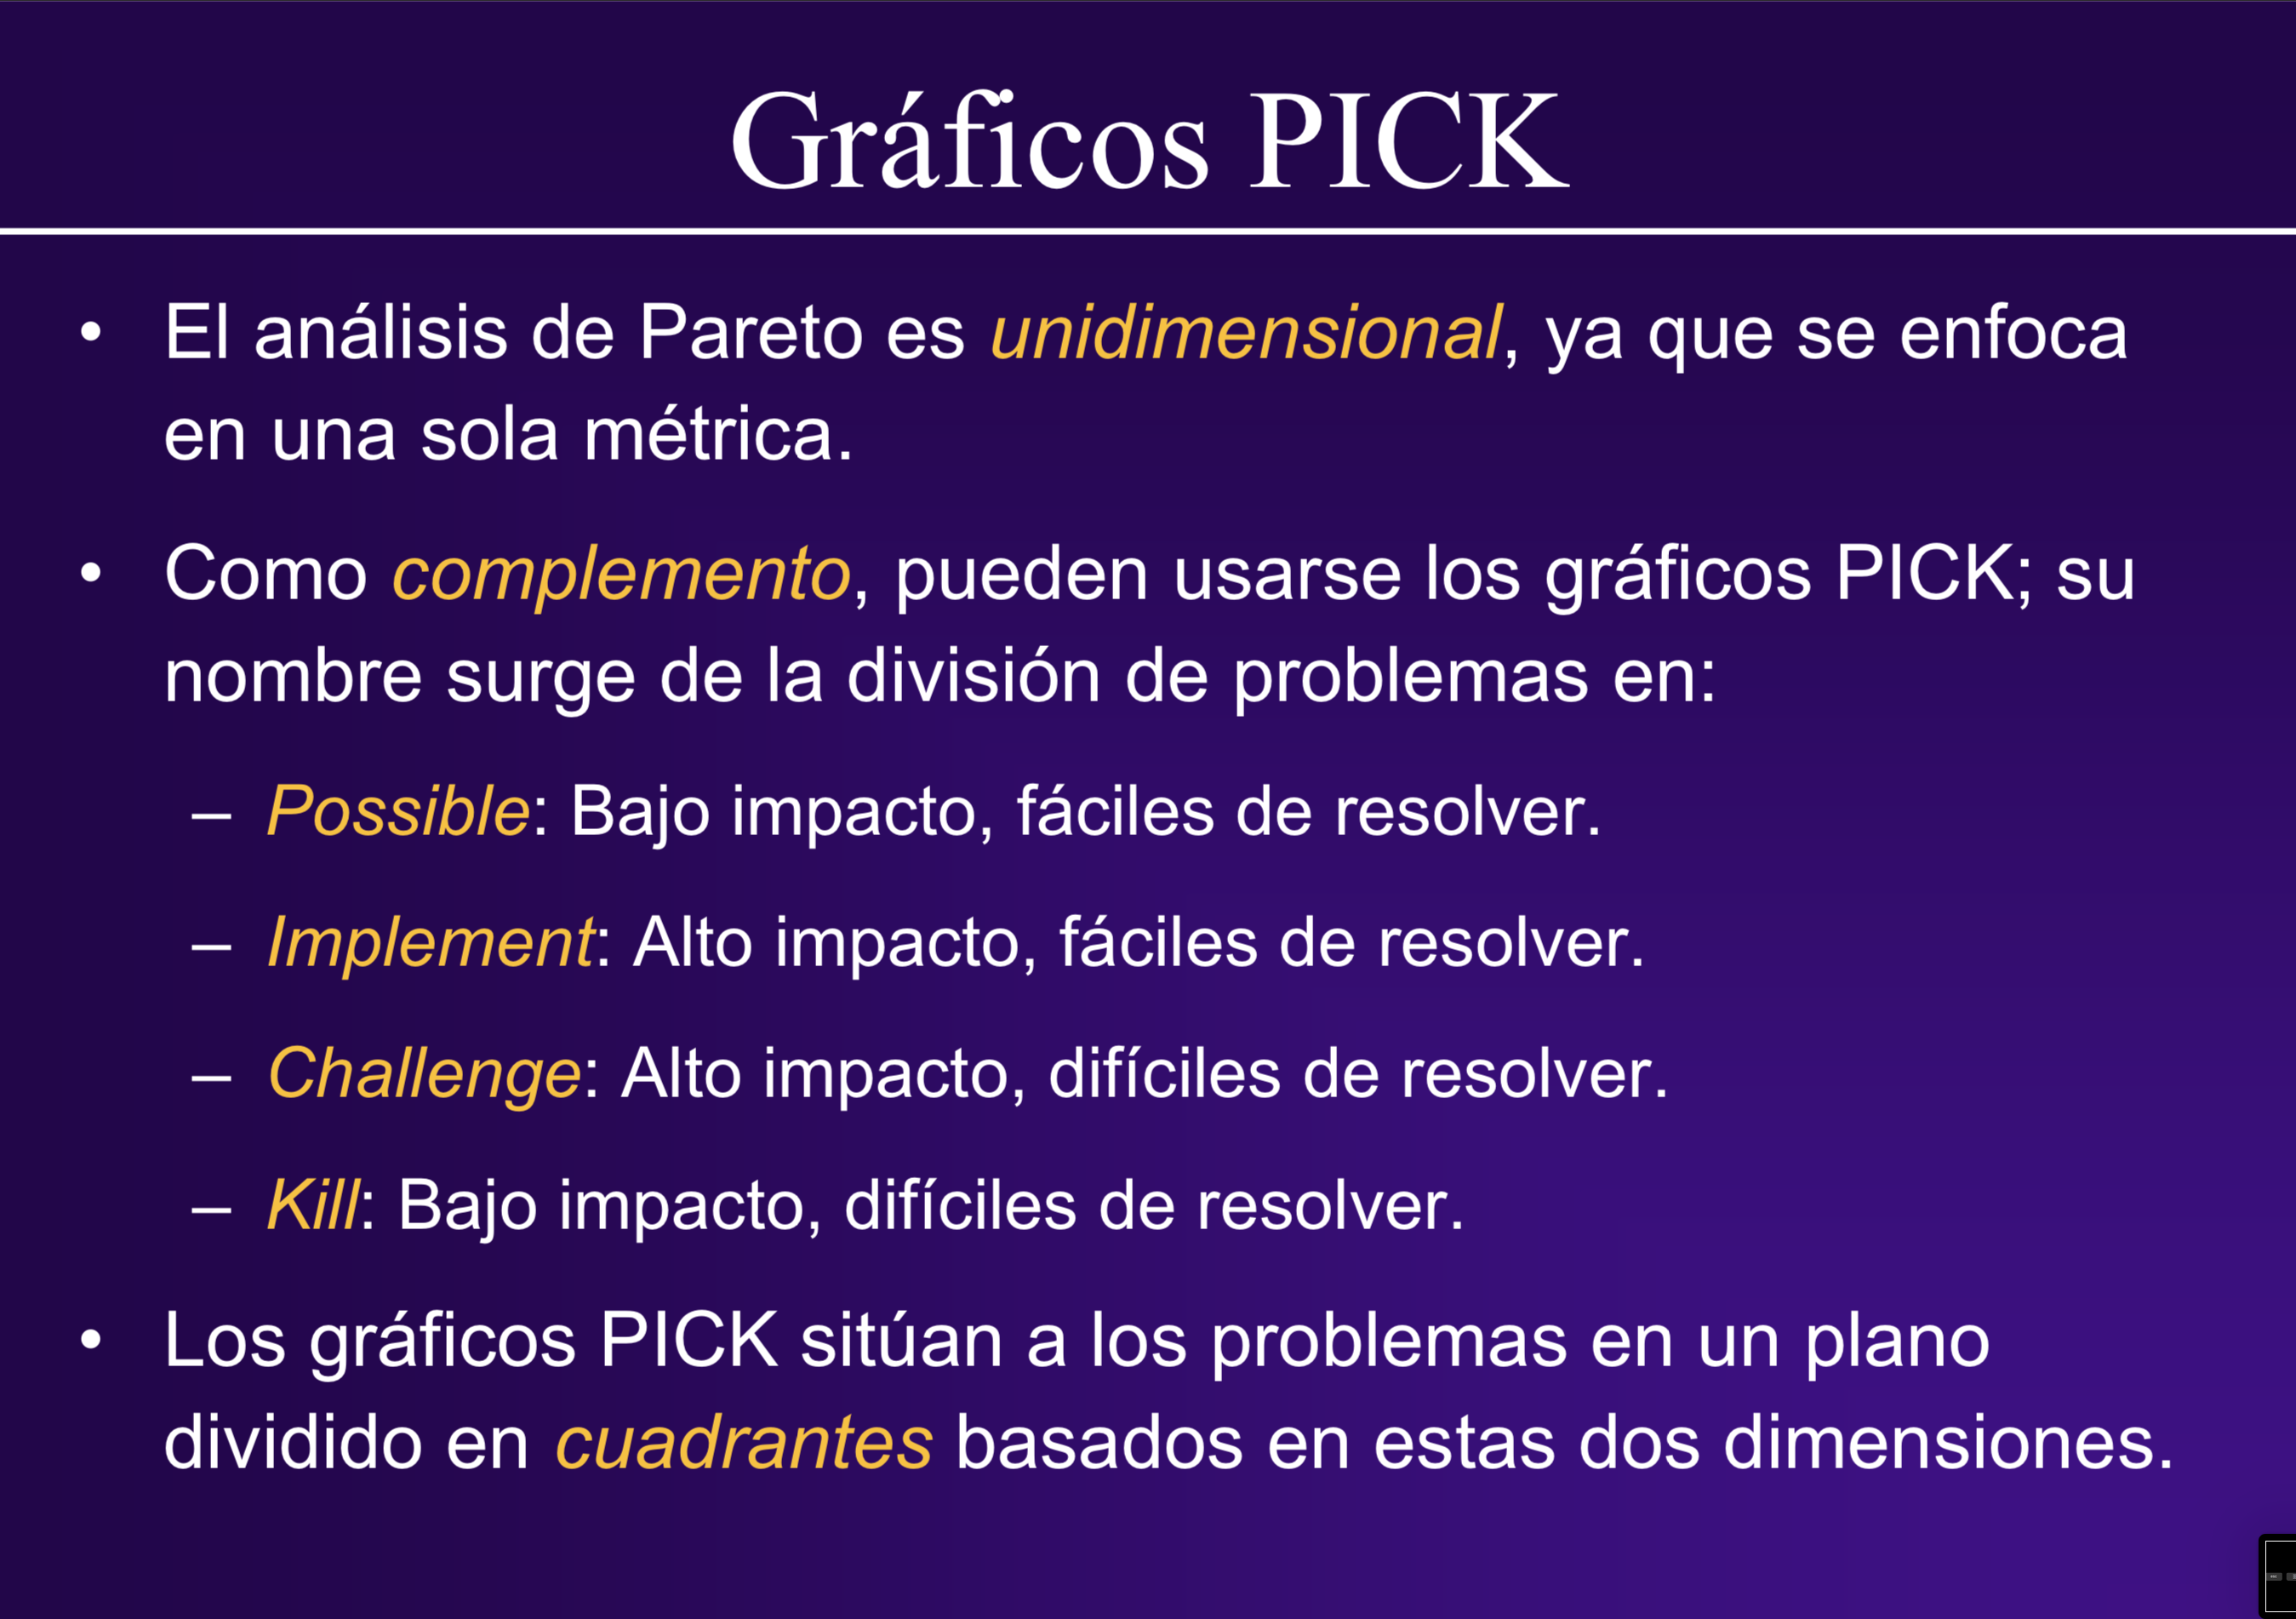 Gráficos PICK
• El análisis de Pareto es unidimensional, ya que se enfoca
en una sola métrica.
• Como complemento, pueden usarse los gráficos PICK; su
nombre surge de la división de problemas en:
– Possible: Bajo impacto, fáciles de resolver.
– Implement: Alto impacto, fáciles de resolver.
– Challenge: Alto impacto, difíciles de resolver.
– Kill: Bajo impacto, difíciles de resolver.
• Los gráficos PICK sitúan a los problemas en un plano
dividido en cuadrantes basados en estas dos dimensiones.